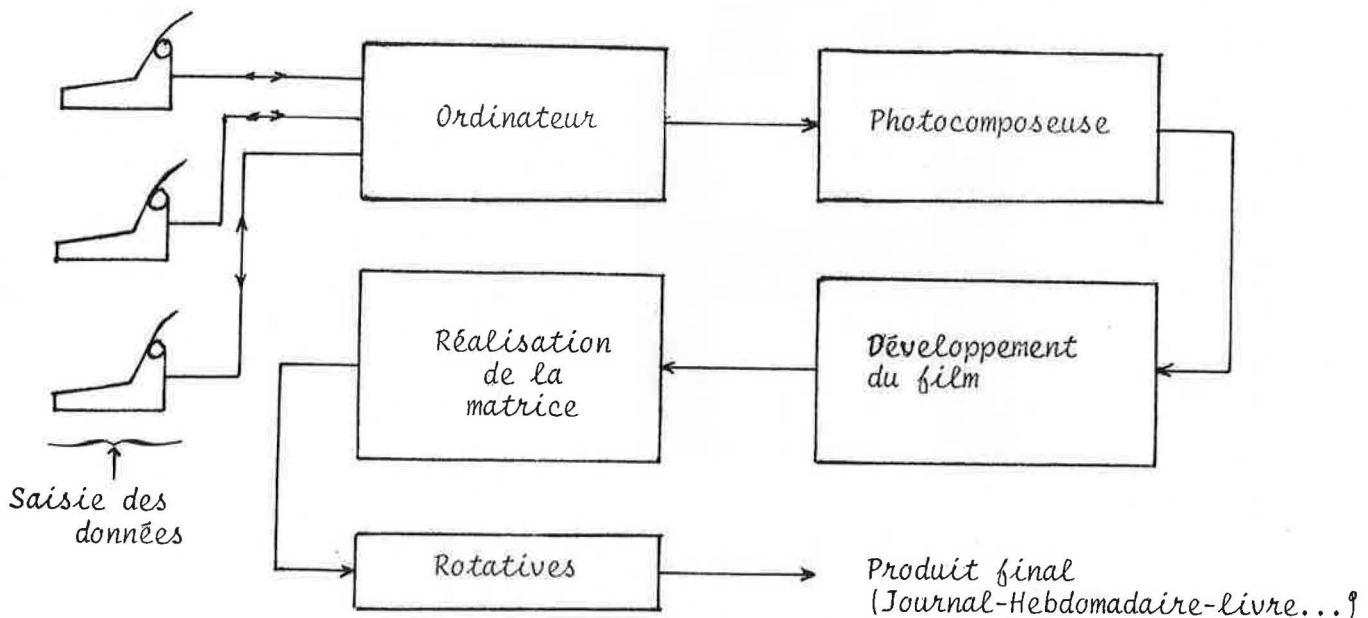 Ordinateur
Photocomposeuse
Réalisation
de la
matrice
Développement
du film
Saisie des
données
Rotatives
Produit final
(Journal-Hebdomadaire-livre...)